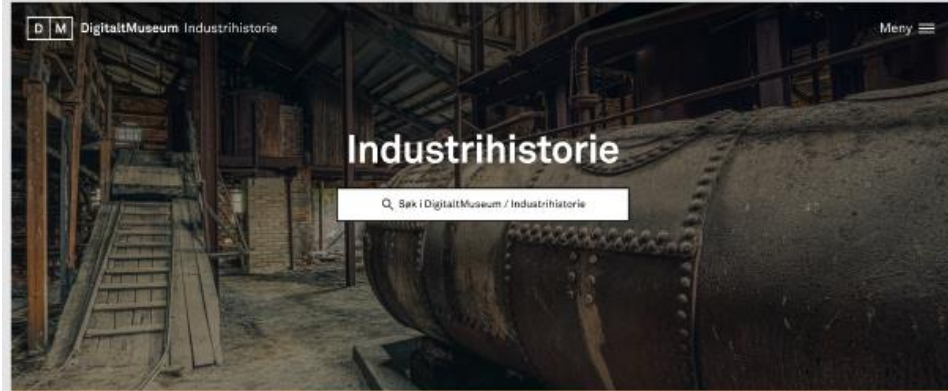 D M DigitaltMuseum Industrihistorie
Meny
Industrihistorie
Søk i DigitaltMuseum / Industrihistorie